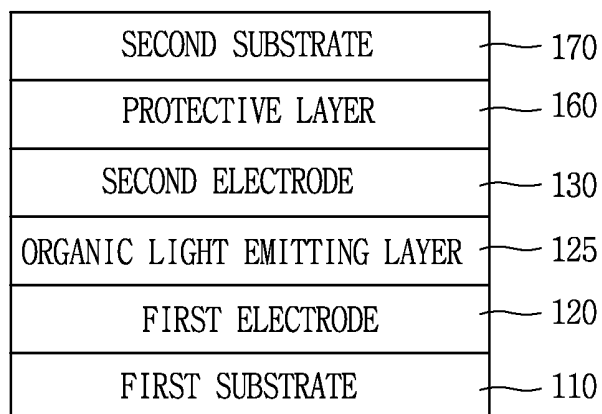 SECOND SUBSTRATE 170
PROTECTIVE LAYER 160
SECOND ELECTRODE 130
ORGANIC LIGHT EMITTING LAYER 125
FIRST ELECTRODE 120
FIRST SUBSTRATE 110